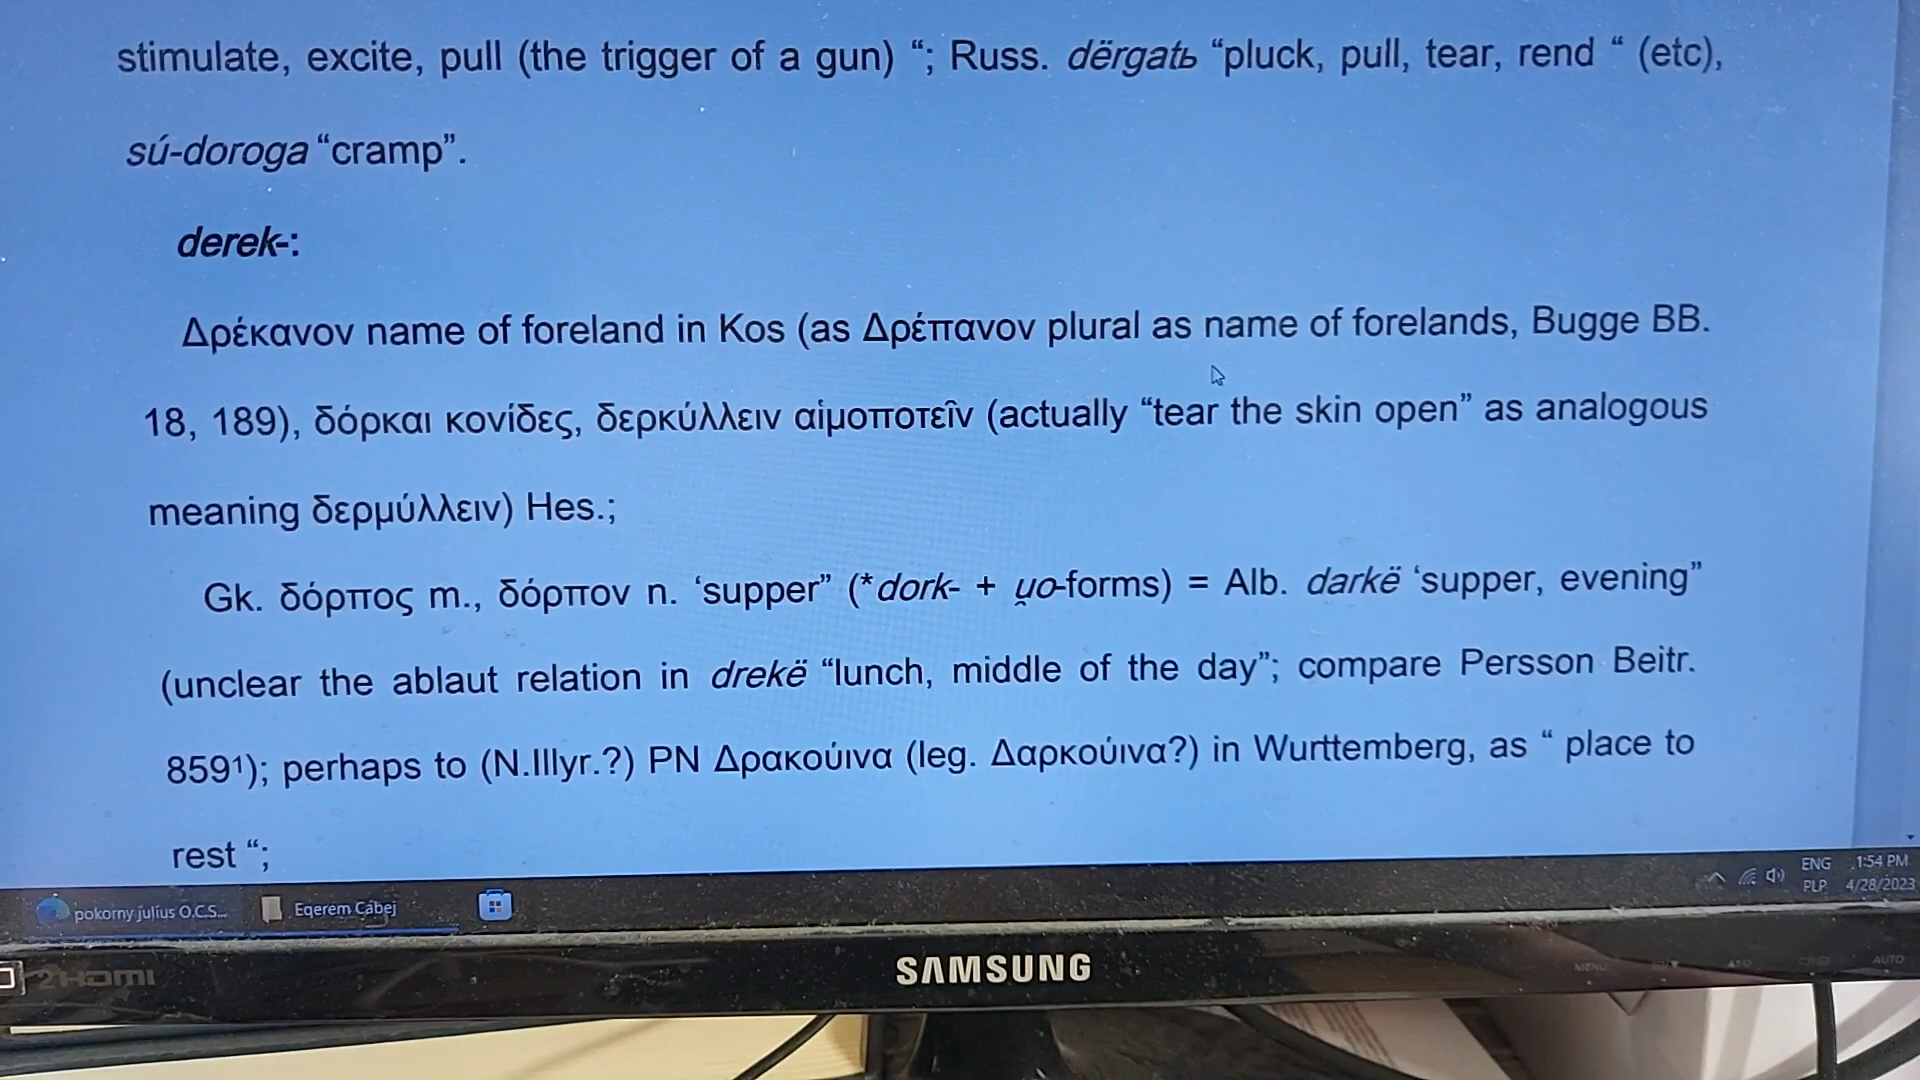 stimulate, excite, pull (the trigger of a gun) “; Russ. dërgatь “pluck, pull, tear, rend “ (etc),
sú-doroga “cramp”.
derek-:
Δρέκανον name of foreland in Kos (as Δρέπανον plural as name of forelands, Bugge BB.
18, 189), δόρκαι κονίδες, δερκύλλειν αἱμοποτεῖν (actually “tear the skin open” as analogous
meaning δερμύλλειν) Hes.;
Gk. δόρπος m., δόρπον n. ‘supper” (*dork- + u̯o-forms) = Alb. darkë ‘supper, evening”
(unclear the ablaut relation in drekë “lunch, middle of the day”; compare Persson Beitr.
859¹); perhaps to (N.Illyr.?) PN Δρακούινα (leg. Δαρκούινα?) in Wurttemberg, as “ place to
rest “;
pokorny julius O.C.S...
Eqerem Cabej
ENG 1:54 PM
PLP 4/28/2023
2HDMI
SAMSUNG
MENU
AUTO